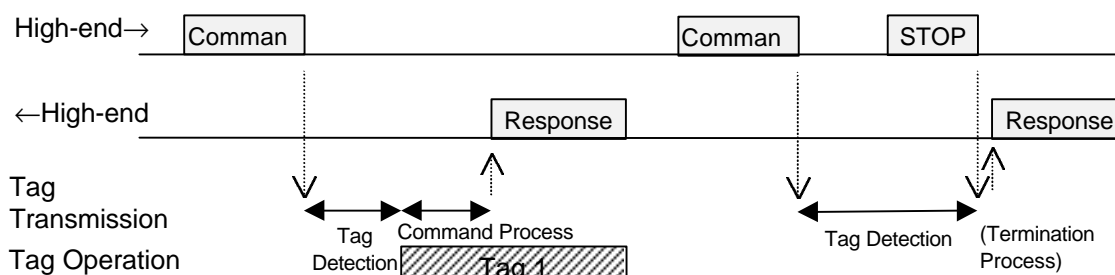 High-end→
Comman
Comman
STOP
←High-end
Response
Response
Tag
Transmission
Tag
Detection
Command Process
Tag Detection
(Termination
Process)
Tag Operation
Tag 1